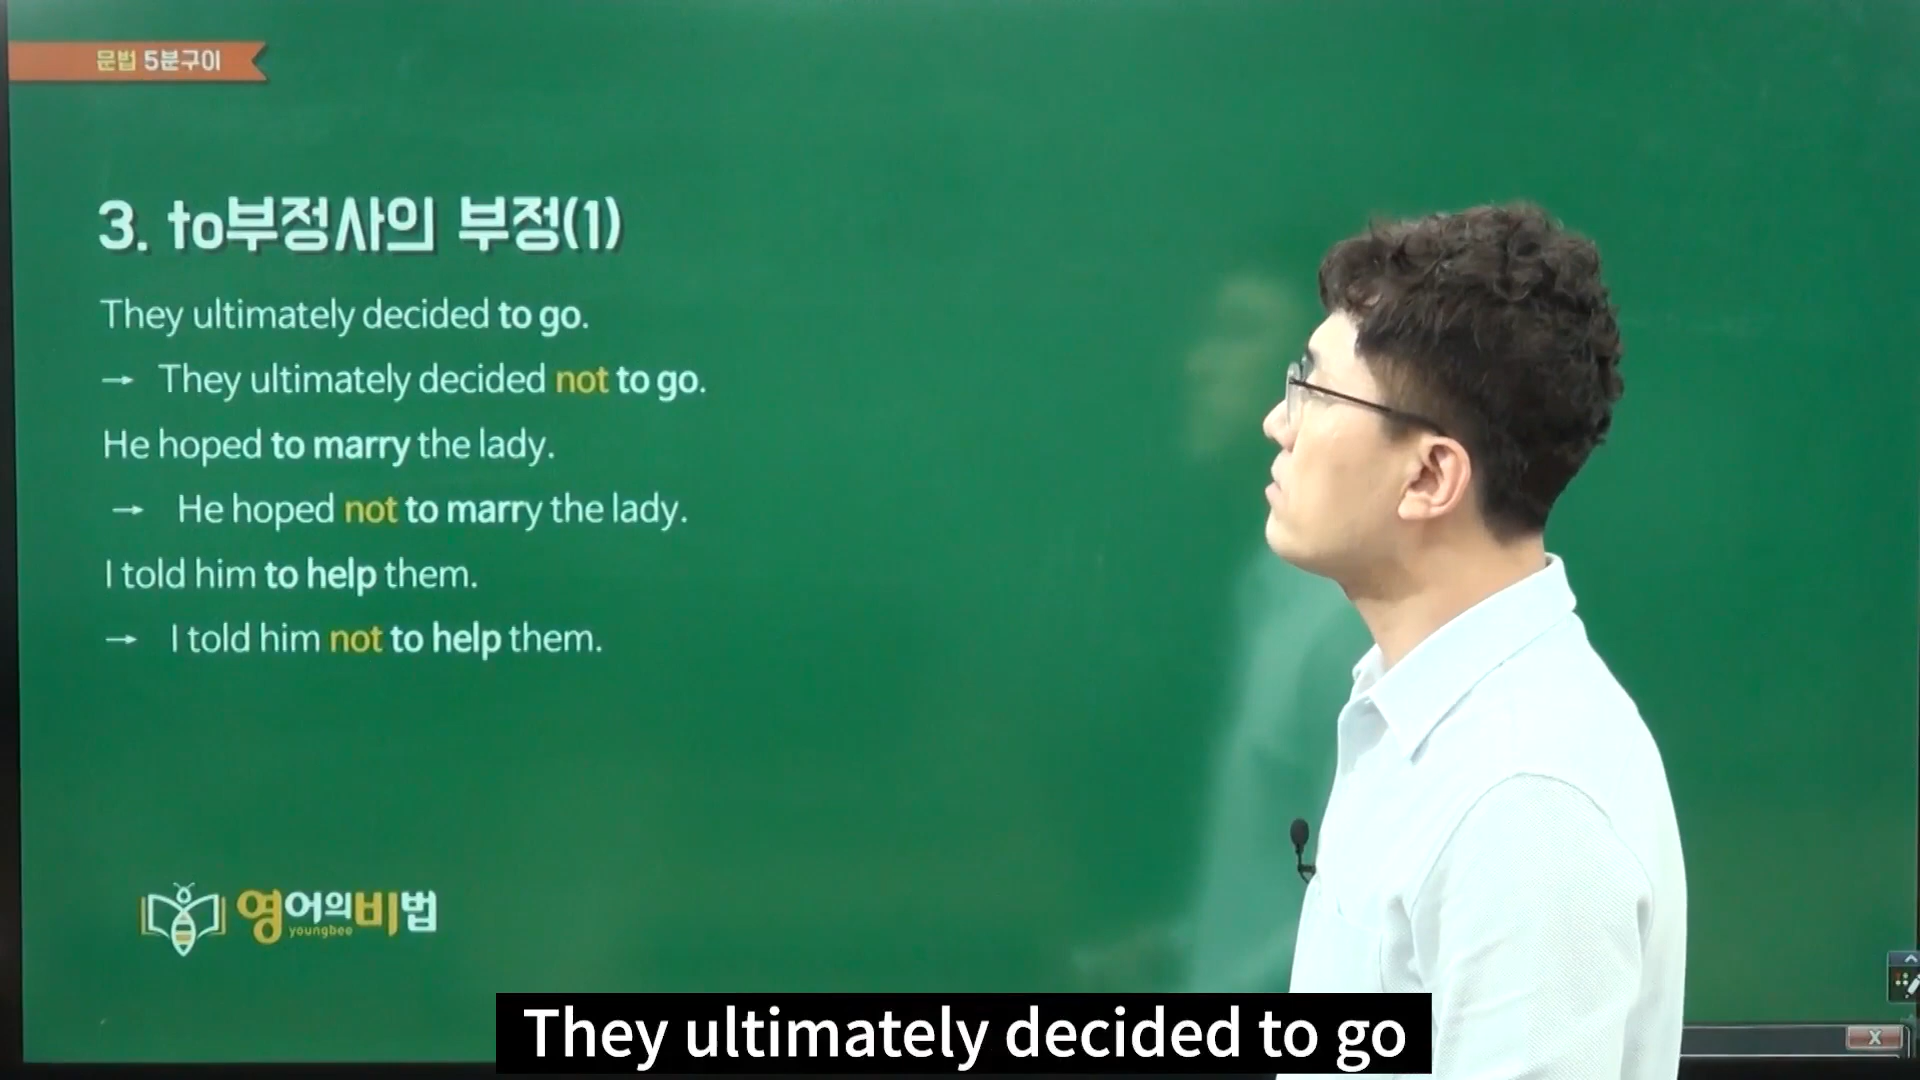 문법 5분구이
3. to부정사의 부정(1)
They ultimately decided to go.
→ They ultimately decided not to go.
He hoped to marry the lady.
→ He hoped not to marry the lady.
I told him to help them.
→ I told him not to help them.
영어의비법
youngbee
They ultimately decided to go
X